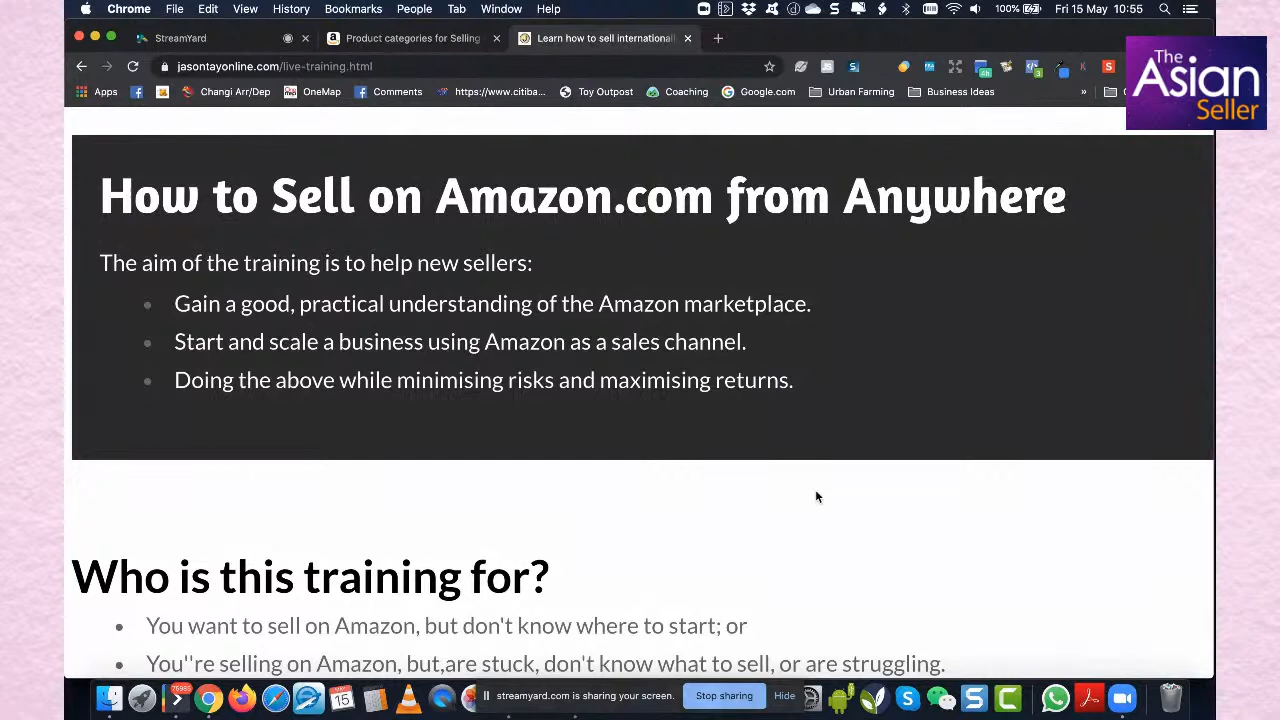 Chrome File Edit View History Bookmarks People Tab Window Help 100% Fri 15 May 10:55
StreamYard Product categories for Selling Learn how to sell international
jasontayonline.com/live-training.html
Apps Changi Arr/Dep OneMap Comments https://www.citiba... Toy Outpost Coaching Google.com Urban Farming Business Ideas »
The
Asian
Seller
How to Sell on Amazon.com from Anywhere
The aim of the training is to help new sellers:
Gain a good, practical understanding of the Amazon marketplace.
Start and scale a business using Amazon as a sales channel.
Doing the above while minimising risks and maximising returns.
Who is this training for?
You want to sell on Amazon, but don't know where to start; or
You''re selling on Amazon, but,are stuck, don't know what to sell, or are struggling.
streamyard.com is sharing your screen. Stop sharing Hide